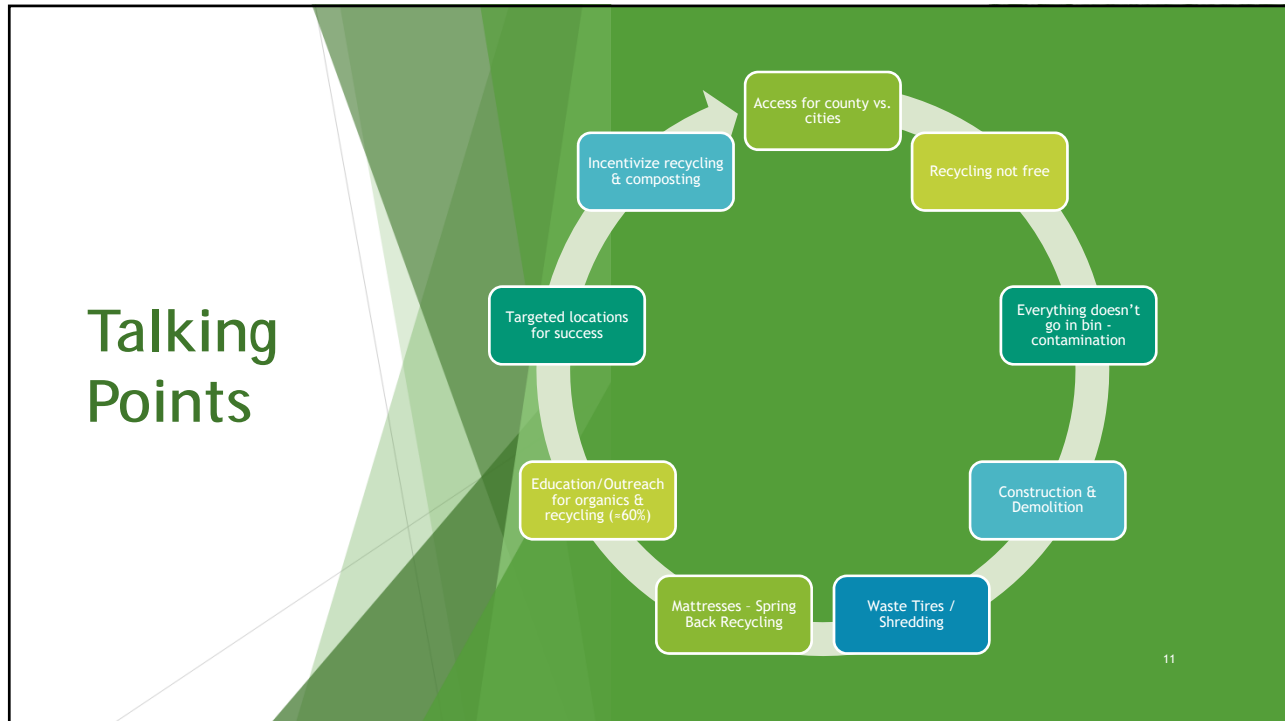 Talking
Points
Access for county vs.
cities
Recycling not free
Everything doesn't
go in bin -
contamination
Construction &
Demolition
Waste Tires /
Shredding
Mattresses - Spring
Back Recycling
Education/Outreach
for organics &
recycling (≈60%)
Targeted locations
for success
Incentivize recycling
& composting
11